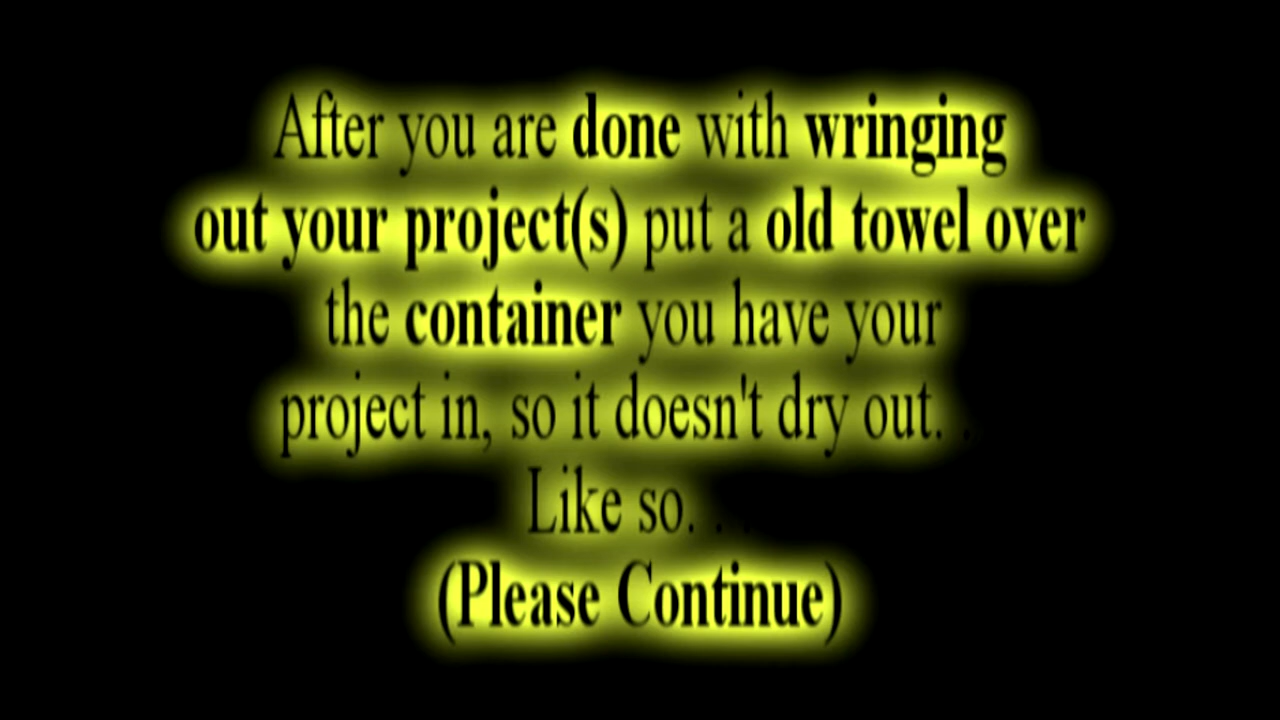 After you are done with wringing
out your project(s) put a old towel over
the container you have your
project in, so it doesn't dry out. .
Like so. . .
(Please Continue)